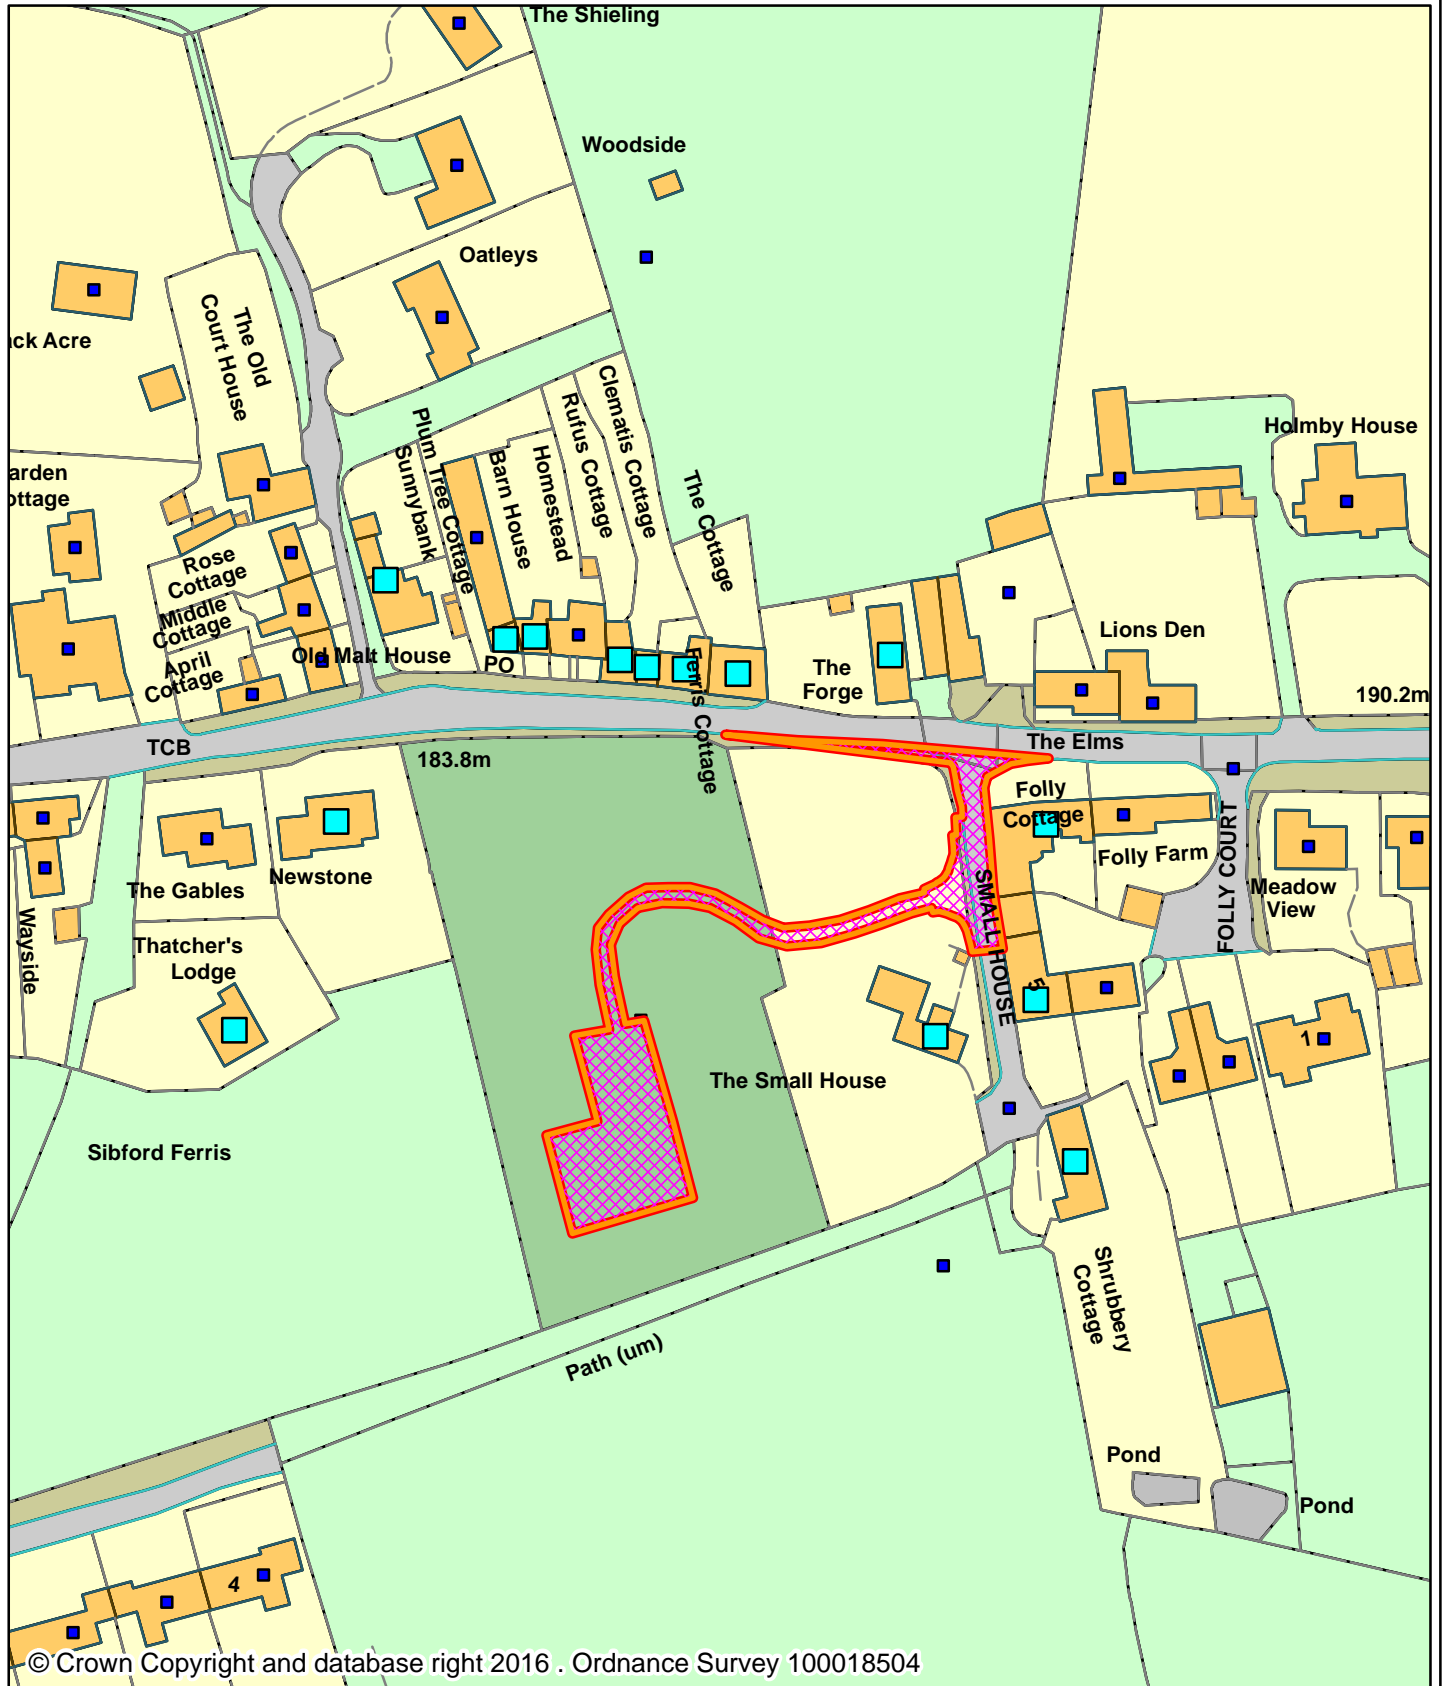 The Shieling
Woodside
Oatleys
ack Acre
The Old
Court House
Clematis Cottage
Rufus Cottage
Plum Tree Cottage
Sunnybank
Barn House
Homestead
The Cottage
Holmby House
arden
ottage
Rose
Cottage
Middle
Cottage
April
Cottage
Old Malt House
PO
Ferris Cottage
The
Forge
Lions Den
190.2m
TCB
183.8m
The Elms
Folly
Cottage
Folly Farm
FOLLY COURT
Meadow
View
The Gables
Newstone
Wayside
Thatcher's
Lodge
SMALL HOUSE
5
1
The Small House
Sibford Ferris
Shrubbery
Cottage
Path (um)
Pond
Pond
4
© Crown Copyright and database right 2016 . Ordnance Survey 100018504